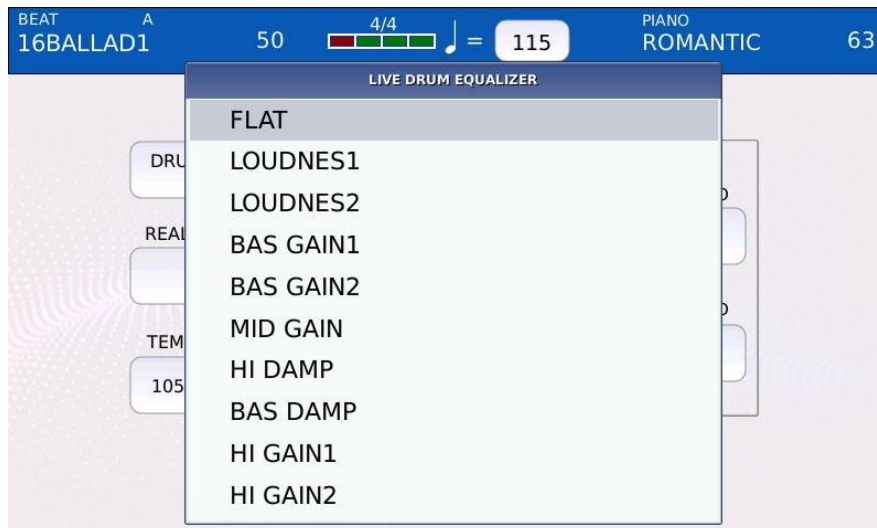 BEAT A
16BALLAD1 50 4/4 = 115 PIANO
ROMANTIC 63
LIVE DRUM EQUALIZER
FLAT
LOUDNES1
LOUDNES2
BAS GAIN1
BAS GAIN2
MID GAIN
HI DAMP
BAS DAMP
HI GAIN1
HI GAIN2
DRU
REAL
TEM
105